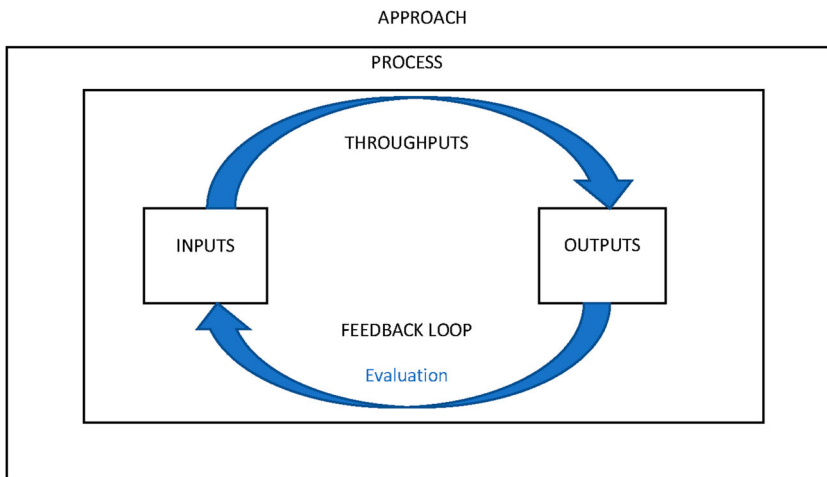 APPROACH
PROCESS
THROUGHPUTS
INPUTS
OUTPUTS
FEEDBACK LOOP
Evaluation